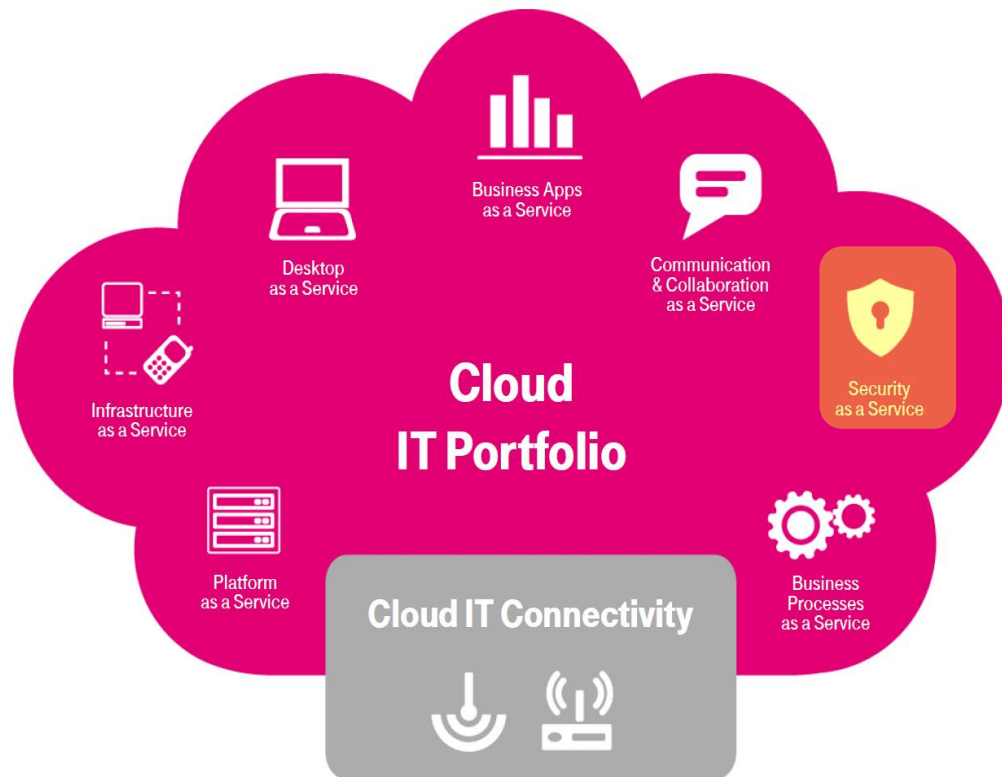 Business Apps
as a Service
Desktop
as a Service
Communication
& Collaboration
as a Service
Infrastructure
as a Service
Security
as a Service
Cloud
IT Portfolio
Platform
as a Service
Business
Processes
as a Service
Cloud IT Connectivity